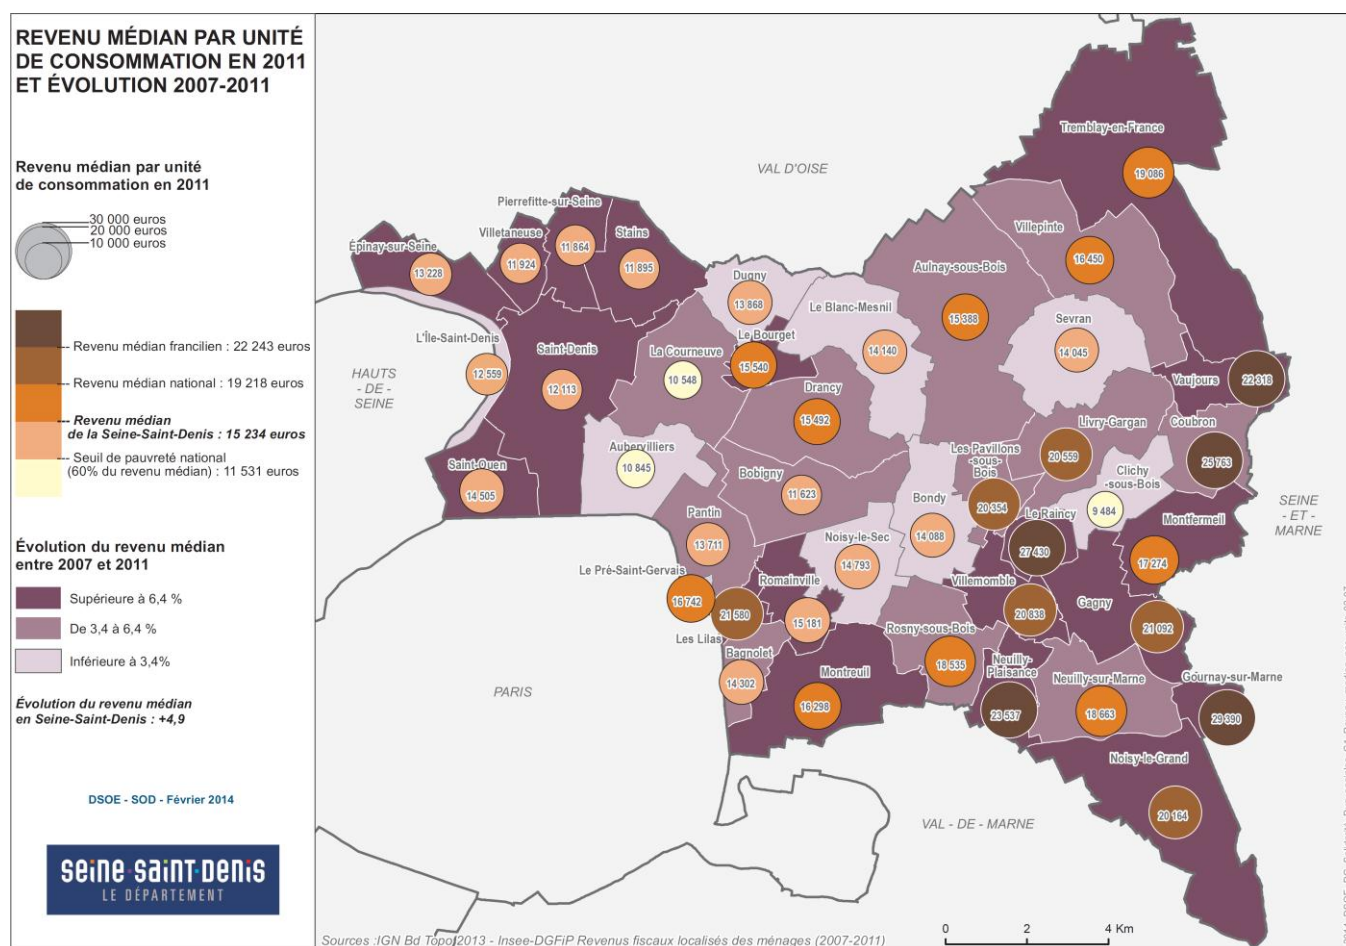 REVENU MÉDIAN PAR UNITÉ
DE CONSOMMATION EN 2011
ET ÉVOLUTION 2007-2011
Revenu médian par unité
de consommation en 2011
30 000 euros
20 000 euros
10 000 euros
Revenu médian francilien : 22 243 euros
Revenu médian national : 19 218 euros
Revenu médian
de la Seine-Saint-Denis : 15 234 euros
Seuil de pauvreté national
(60% du revenu médian) : 11 531 euros
Évolution du revenu médian
entre 2007 et 2011
Supérieure à 6,4 %
De 3,4 à 6,4 %
Inférieure à 3,4%
Évolution du revenu médian
en Seine-Saint-Denis : +4,9
DSOE - SOD - Février 2014
seine-saint-denis
LE DÉPARTEMENT
VAL D'OISE
HAUTS
- DE -
SEINE
PARIS
VAL - DE - MARNE
SEINE
- ET -
MARNE
Tremblay-en-France
19 086
Villepinte
16 450
Pierrefitte-sur-Seine
11 864
Villetaneuse
11 924
Stains
11 895
Épinay-sur-Seine
13 228
Dugny
13 868
Aulnay-sous-Bois
15 388
Le Blanc-Mesnil
14 140
Sevran
14 045
L'Île-Saint-Denis
12 559
Saint-Denis
12 113
La Courneuve
10 548
Le Bourget
15 540
Drancy
15 492
Vaujours
22 318
Livry-Gargan
20 559
Coubron
25 763
Aubervilliers
10 845
Saint-Ouen
14 505
Bobigny
11 623
Les Pavillons
-sous-
Bois
20 354
Clichy
-sous-Bois
9 484
Bondy
14 088
Le Raincy
27 430
Montfermeil
17 274
Pantin
13 711
Noisy-le-Sec
14 793
Le Pré-Saint-Gervais
16 742
Romainville
15 181
Villemomble
20 838
Gagny
21 092
Les Lilas
21 580
Bagnolet
14 302
Rosny-sous-Bois
18 535
Montreuil
16 298
Neuilly-
Plaisance
23 537
Neuilly-sur-Marne
18 663
Gournay-sur-Marne
29 390
Noisy-le-Grand
20 164
0 2 4 Km
Sources :IGN Bd Topo 2013 - Insee-DGFiP Revenus fiscaux localisés des ménages (2007-2011)